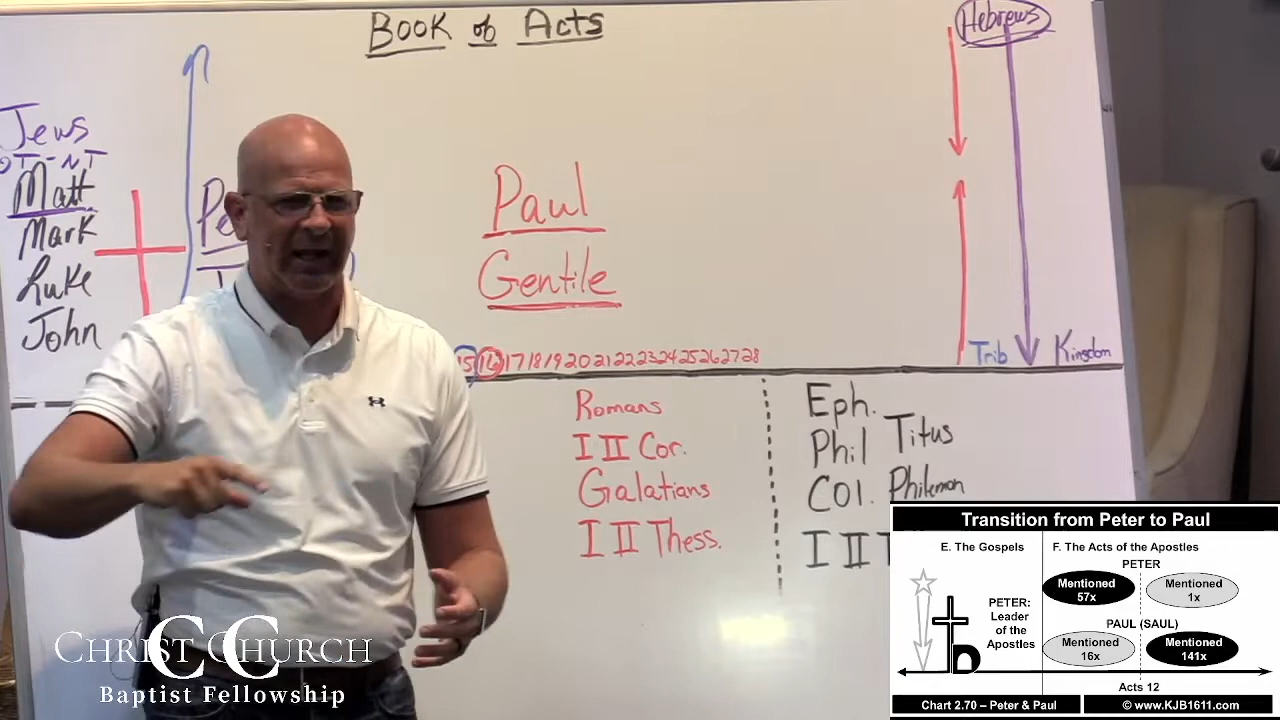 Book of Acts
Hebrews
Jews
OT-NT
Matt
Mark
Luke
John
Paul
Gentile
15 16 17 18 19 20 21 22 23 24 25 26 27 28
Trib
Kingdom
Romans
I II Cor.
Galatians
I II Thess.
Eph.
Phil
Col.
I II
Titus
Philemon
Transition from Peter to Paul
E. The Gospels
F. The Acts of the Apostles
PETER
Mentioned
57x
Mentioned
1x
PETER:
Leader
of the
Apostles
PAUL (SAUL)
Mentioned
16x
Mentioned
141x
Acts 12
Chart 2.70 – Peter & Paul
© www.KJB1611.com
CC
Christ Church
Baptist Fellowship